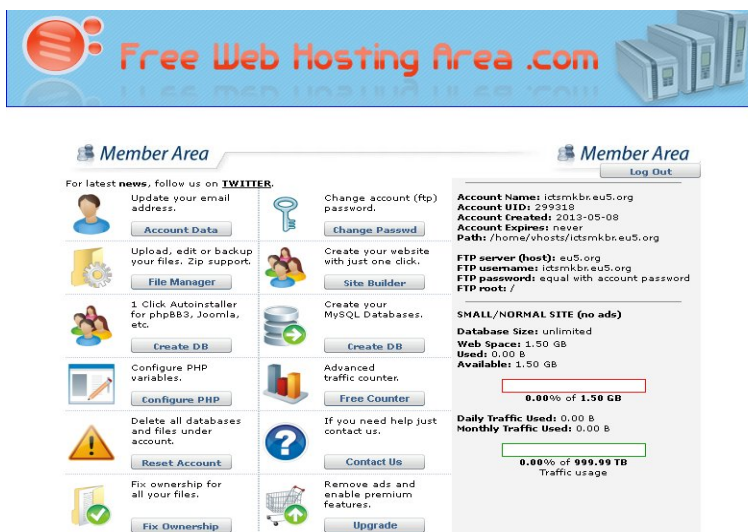 Free Web Hosting Area .com
Member Area
Member Area
Log Out
For latest news, follow us on TWITTER.
Update your email
address.
Account Data
Change account (ftp)
password.
Change Passwd
Upload, edit or backup
your files. Zip support.
File Manager
Create your website
with just one click.
Site Builder
1 Click Autoinstaller
for phpBB3, Joomla,
etc.
Create DB
Create your
MySQL Databases.
Create DB
Configure PHP
variables.
Configure PHP
Advanced
traffic counter.
Free Counter
Delete all databases
and files under
account.
Reset Account
If you need help just
contact us.
Contact Us
Fix ownership for
all your files.
Fix Ownership
Remove ads and
enable premium
features.
Upgrade
Account Name: ictsmkbr.eu5.org
Account UID: 299318
Account Created: 2013-05-08
Account Expires: never
Path: /home/vhosts/ictsmkbr.eu5.org
FTP server (host): eu5.org
FTP username: ictsmkbr.eu5.org
FTP password: equal with account password
FTP root: /
SMALL/NORMAL SITE (no ads)
Database Size: unlimited
Web Space: 1.50 GB
Used: 0.00 B
Available: 1.50 GB
0.00% of 1.50 GB
Daily Traffic Used: 0.00 B
Monthly Traffic Used: 0.00 B
0.00% of 999.99 TB
Traffic usage